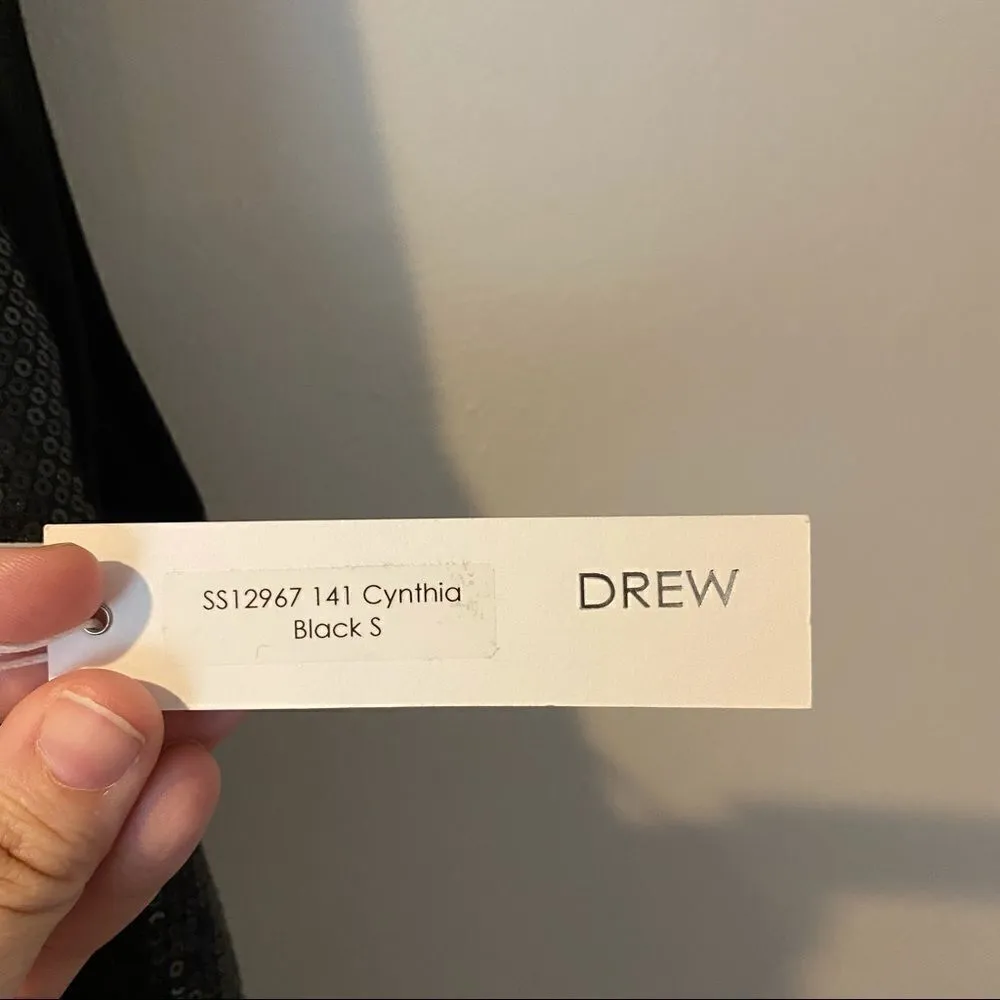 SS12967 141 Cynthia
Black S
DREW